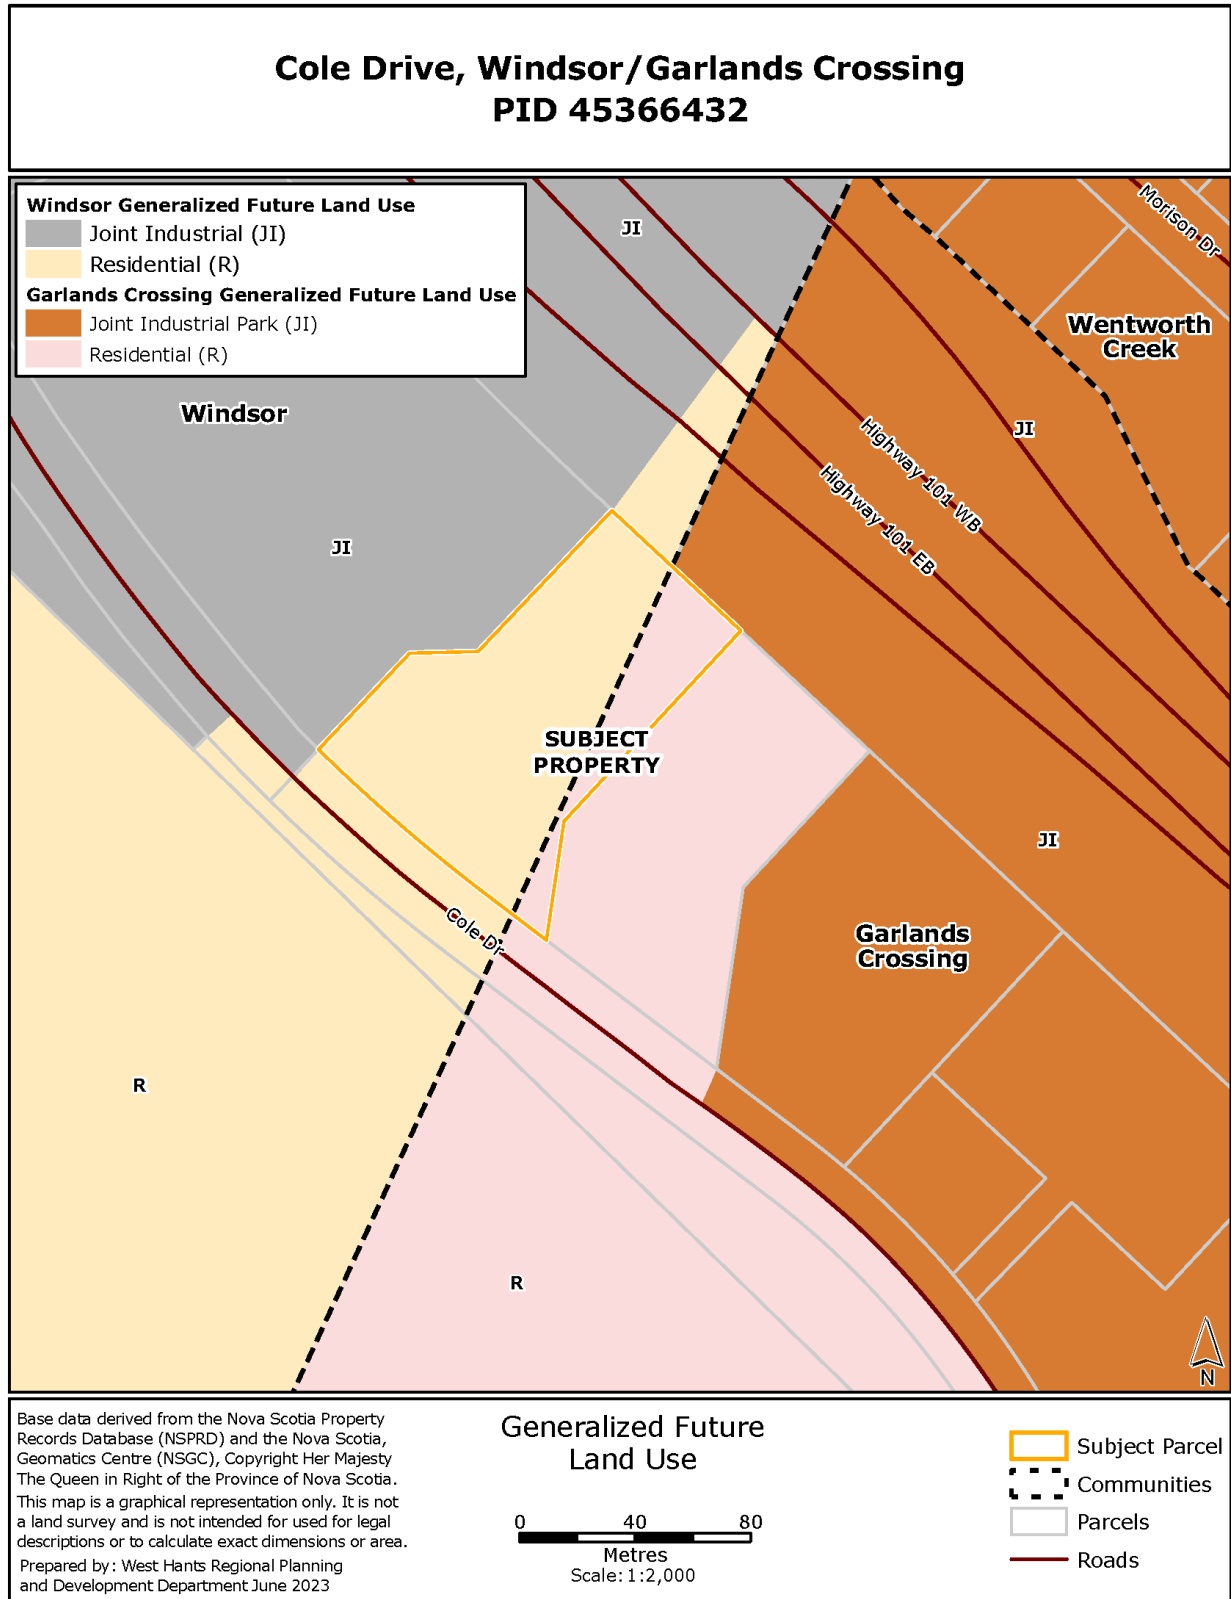 Cole Drive, Windsor/Garlands Crossing
PID 45366432
Windsor Generalized Future Land Use
Joint Industrial (JI)
Residential (R)
Garlands Crossing Generalized Future Land Use
Joint Industrial Park (JI)
Residential (R)
JI
Morison Dr
Wentworth
Creek
Windsor
JI
Highway 101 WB
Highway 101 EB
JI
SUBJECT
PROPERTY
JI
Cole Dr
Garlands
Crossing
R
R
N
Base data derived from the Nova Scotia Property
Records Database (NSPRD) and the Nova Scotia,
Geomatics Centre (NSGC), Copyright Her Majesty
The Queen in Right of the Province of Nova Scotia.
This map is a graphical representation only. It is not
a land survey and is not intended for used for legal
descriptions or to calculate exact dimensions or area.
Prepared by: West Hants Regional Planning
and Development Department June 2023
Generalized Future
Land Use
0 40 80
Metres
Scale: 1:2,000
Subject Parcel
Communities
Parcels
Roads